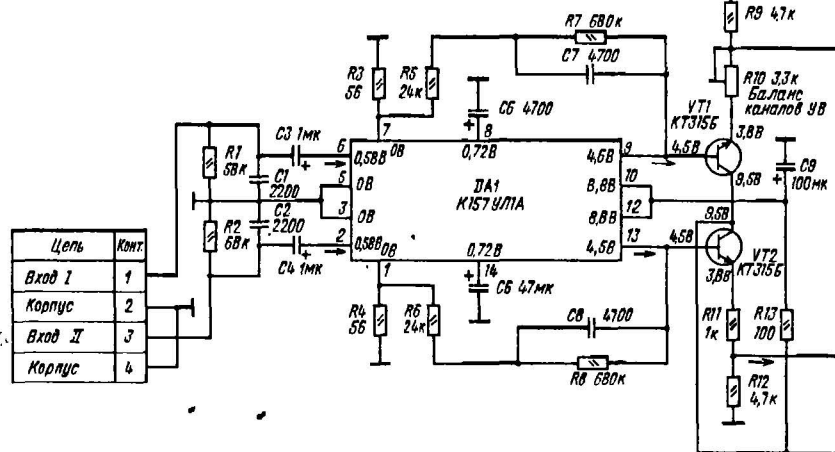 R9 4,7к
R7 680к
C7 4700
R10 3,3к
Баланс
каналов УВ
R3
56
R5
24к
C6 4700
VT1
КТ315Б
3,8В
C3 1мк
7
8
6
0,58В
0В
0,72В
9
4,6В
4,5В
R1
58к
C1
2200
5
0В
DA1
К157УЛ1А
10
8,8В
9,5В
C9
100мк
C2
2200
3
0В
12
8,8В
9,5В
R2
68к
2
0,58В
0В
0,72В
13
4,5В
4,5В
C4 1мк
1
14
3,8В
VT2
КТ315Б
Цепь Конт.
Вход I 1
Корпус 2
Вход II 3
Корпус 4
C6 47мк
R4
56
R6
24к
C8 4700
R11
1к
R13
100
R8 680к
R12
4,7к